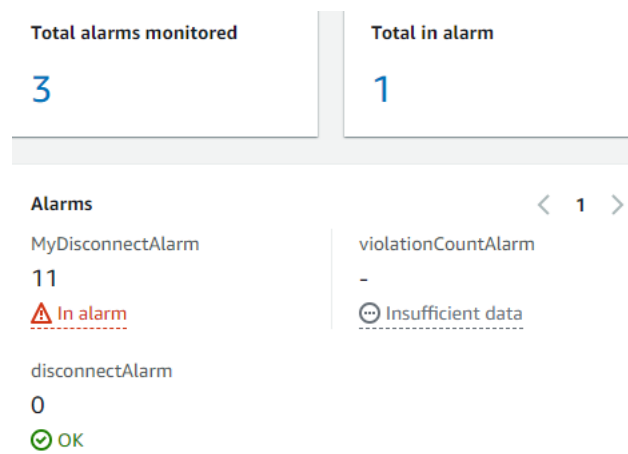 Total alarms monitored
3
Total in alarm
1
Alarms
1
MyDisconnectAlarm
11
In alarm
violationCountAlarm
-
Insufficient data
disconnectAlarm
0
OK